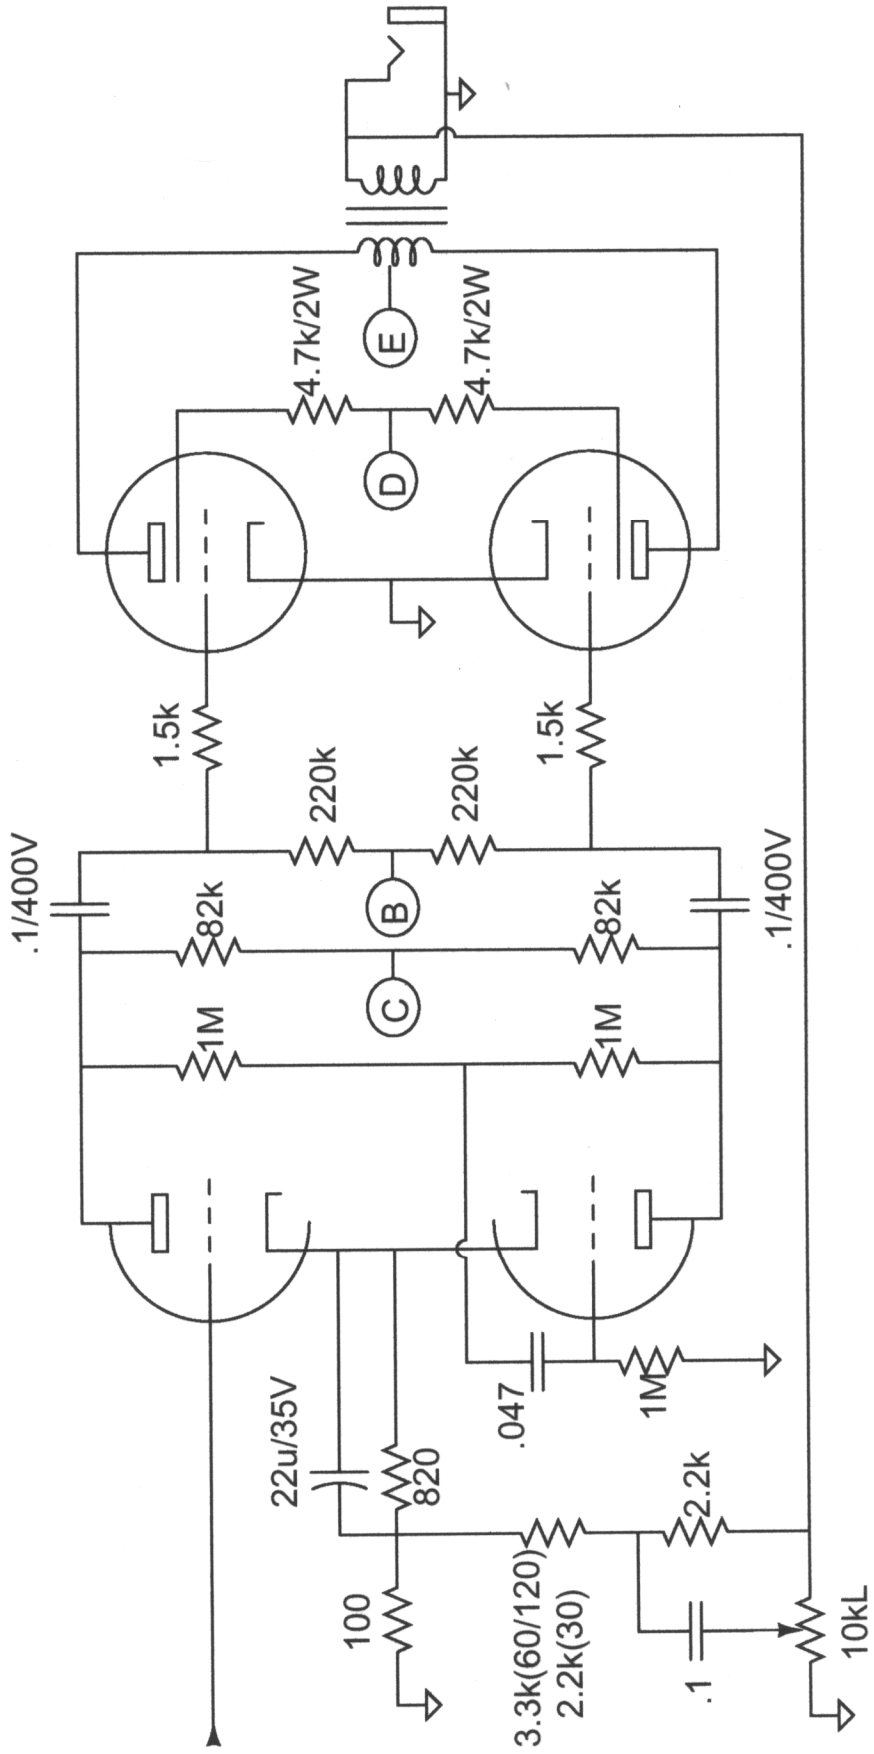 .1/400V
1.5k
4.7k/2W
220k
82k
1M
E
D
B
C
4.7k/2W
220k
82k
1M
1.5k
.1/400V
22u/35V
820
100
.047
1M
3.3k(60/120)
2.2k(30)
2.2k
.1
10kL